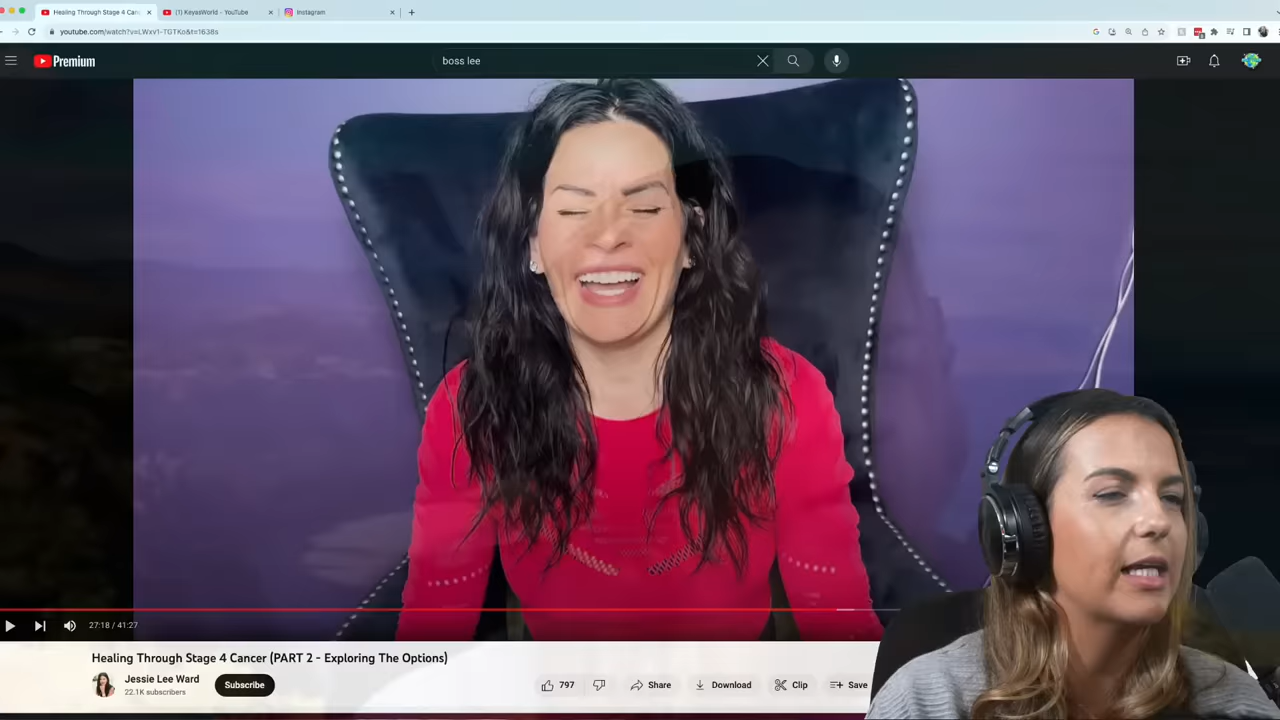 Healing Through Stage 4 Can
(1) KeyasWorld - YouTube
Instagram
youtube.com/watch?v=LWxY1-TGTKo&t=1638s
Premium
boss lee
27:18 / 41:27
Healing Through Stage 4 Cancer (PART 2 - Exploring The Options)
Jessie Lee Ward
22.1K subscribers
Subscribe
797
Share
Download
Clip
Save